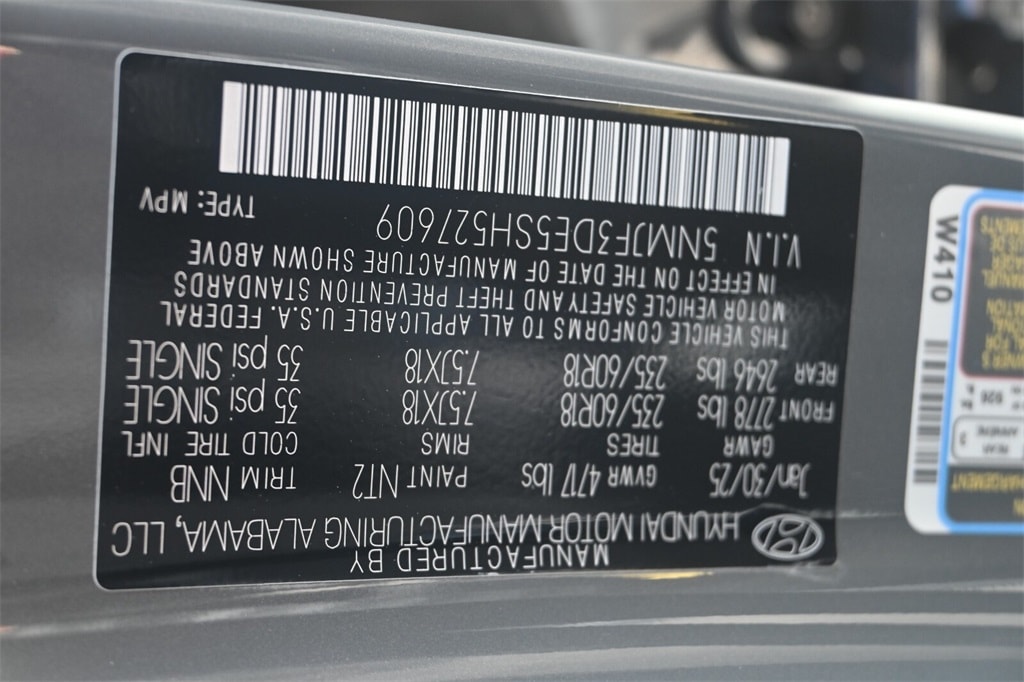 MANUFACTURED BY
HYUNDAI MOTOR MANUFACTURING ALABAMA, LLC
Jan/30/25 GVWR 4717 lbs PAINT NT2 TRIM NNB
GAWR TIRES RIMS COLD TIRE INFL
FRONT 2778 lbs 235/60R18 7.5JX18 35 psi SINGLE
REAR 2646 lbs 235/60R18 7.5JX18 35 psi SINGLE
THIS VEHICLE CONFORMS TO ALL APPLICABLE U.S.A. FEDERAL
MOTOR VEHICLE SAFETY AND THEFT PREVENTION STANDARDS
IN EFFECT ON THE DATE OF MANUFACTURE SHOWN ABOVE
V.I.N 5NMJF3DE5SH527609 TYPE: MPV
W410